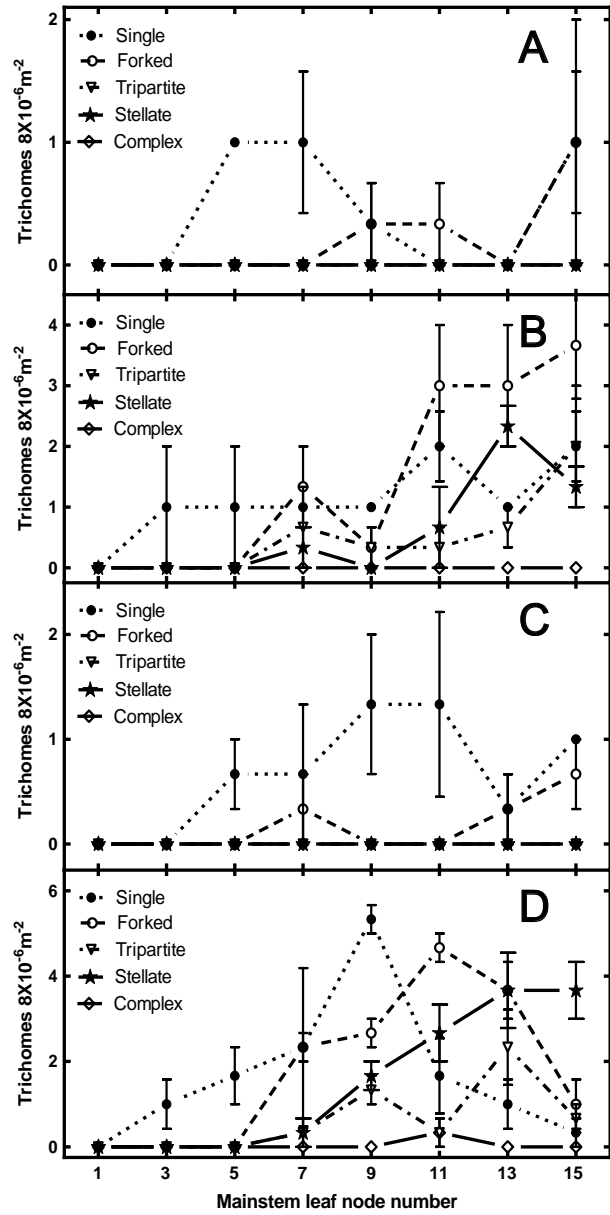 A
Single
Forked
Tripartite
Stellate
Complex
2
1
0
Trichomes 8X10⁻⁶m⁻²
B
Single
Forked
Tripartite
Stellate
Complex
4
3
2
1
0
Trichomes 8X10⁻⁶m⁻²
C
Single
Forked
Tripartite
Stellate
Complex
2
1
0
Trichomes 8X10⁻⁶m⁻²
D
Single
Forked
Tripartite
Stellate
Complex
6
4
2
0
Trichomes 8X10⁻⁶m⁻²
1 3 5 7 9 11 13 15
Mainstem leaf node number